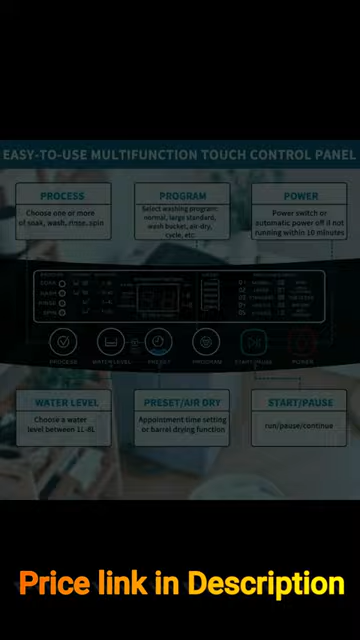 EASY-TO-USE MULTIFUNCTION TOUCH CONTROL PANEL
PROCESS
Choose one or more
of soak, wash, rinse, spin
PROGRAM
Select washing program:
normal, large standard,
wash bucket, air-dry,
cycle, etc.
POWER
Power switch or
automatic power off if not
running within 10 minutes
SOAK
WASH
RINSE
SPIN
PROCESS
WATER LEVEL
PRESET
PROGRAM
START/PAUSE
POWER
WATER LEVEL
Choose a water
level between 1L-8L
PRESET/AIR DRY
Appointment time setting
or barrel drying function
START/PAUSE
run/pause/continue
Price link in Description